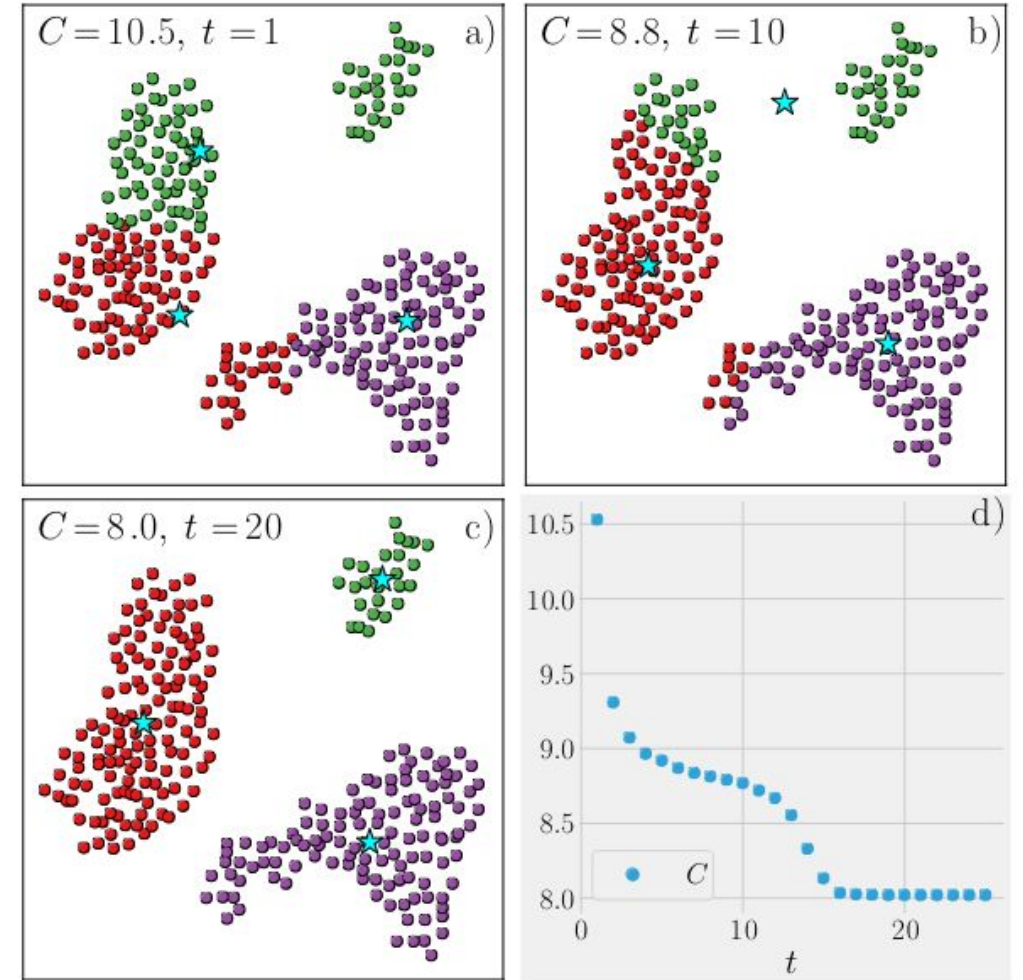 C = 10.5, t = 1 a)
C = 8.8, t = 10 b)
C = 8.0, t = 20 c)
d)
10.5
10.0
9.5
9.0
8.5
8.0
C
0 10 20
t